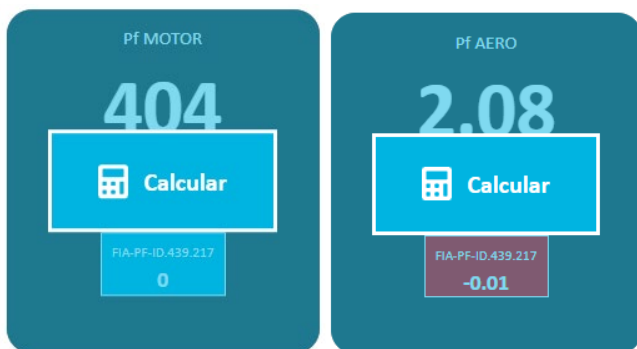 Pf MOTOR
404
Calcular
FIA-PF-ID.439.217
0
Pf AERO
2.08
Calcular
FIA-PF-ID.439.217
-0.01